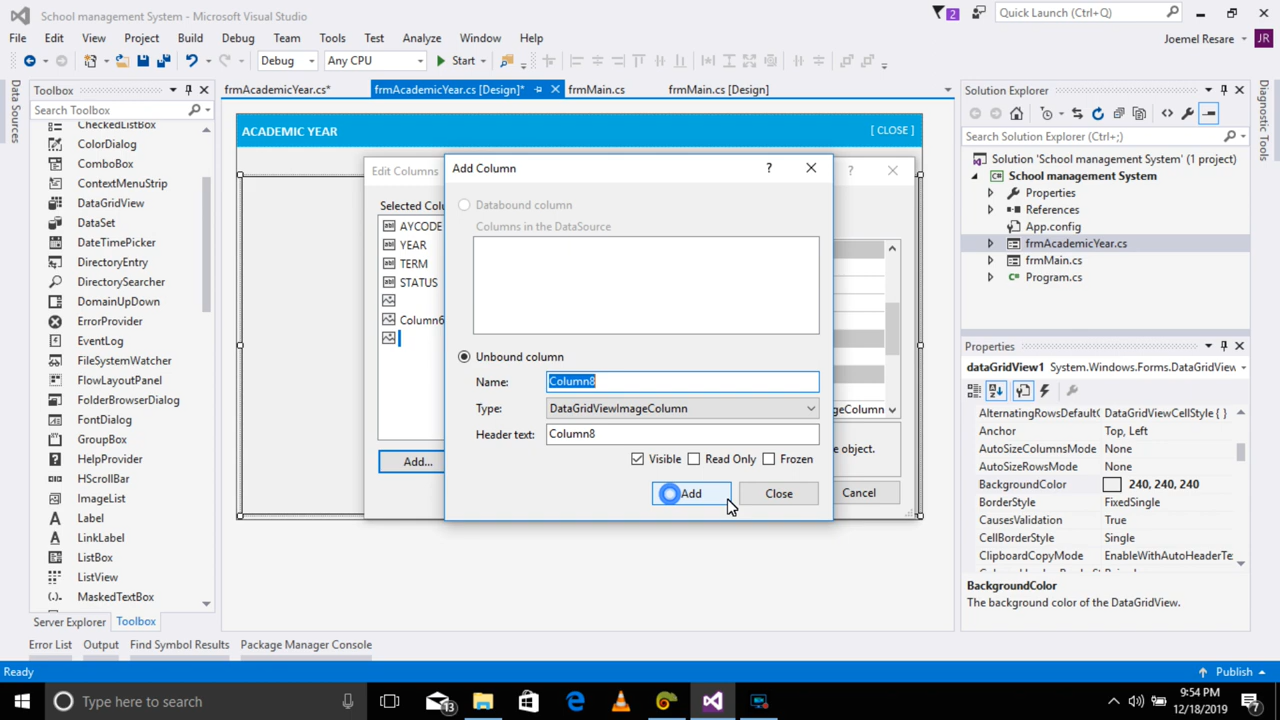 School management System - Microsoft Visual Studio
2
Quick Launch (Ctrl+Q)
File Edit View Project Build Debug Team Tools Test Analyze Window Help
Joemel Resare JR
Debug Any CPU Start
Data Sources
Toolbox
Search Toolbox
CheckedListBox
ColorDialog
ComboBox
ContextMenuStrip
DataGridView
DataSet
DateTimePicker
DirectoryEntry
DirectorySearcher
DomainUpDown
ErrorProvider
EventLog
FileSystemWatcher
FlowLayoutPanel
FolderBrowserDialog
FontDialog
GroupBox
HelpProvider
HScrollBar
ImageList
Label
LinkLabel
ListBox
ListView
MaskedTextBox
Server Explorer Toolbox
frmAcademicYear.cs* frmAcademicYear.cs [Design]* frmMain.cs frmMain.cs [Design]
ACADEMIC YEAR [ CLOSE ]
Edit Columns ?
Selected Colu
AYCODE
YEAR
TERM
STATUS
Column6
Add...
geColumn
e object.
Cancel
Add Column ?
Databound column
Columns in the DataSource
Unbound column
Name: Column8
Type: DataGridViewImageColumn
Header text: Column8
Visible Read Only Frozen
Add Close
Solution Explorer
Search Solution Explorer (Ctrl+;)
Solution 'School management System' (1 project)
School management System
Properties
References
App.config
frmAcademicYear.cs
frmMain.cs
Program.cs
Diagnostic Tools
Properties
dataGridView1 System.Windows.Forms.DataGridView
AlternatingRowsDefault( DataGridViewCellStyle { }
Anchor Top, Left
AutoSizeColumnsMode None
AutoSizeRowsMode None
BackgroundColor 240, 240, 240
BorderStyle FixedSingle
CausesValidation True
CellBorderStyle Single
ClipboardCopyMode EnableWithAutoHeaderTe
BackgroundColor
The background color of the DataGridView.
Error List Output Find Symbol Results Package Manager Console
Ready Publish
Type here to search
13
9:54 PM
12/18/2019
7